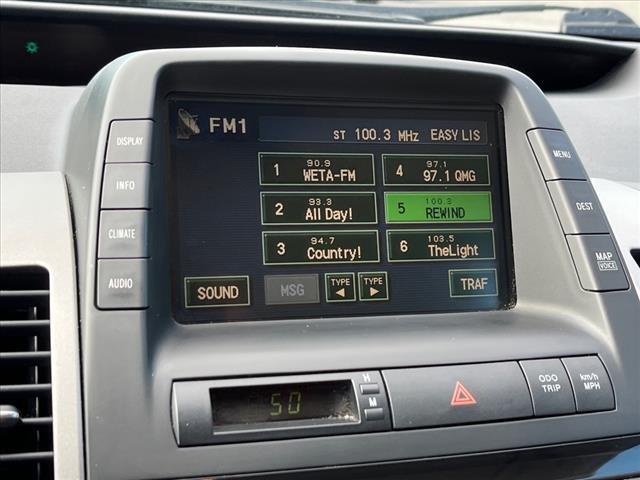 FM1 ST 100.3 MHz EASY LIS
DISPLAY
INFO
CLIMATE
AUDIO
1 90.9 WETA-FM
2 93.3 All Day!
3 94.7 Country!
4 97.1 97.1 QMG
5 100.3 REWIND
6 103.5 TheLight
SOUND MSG TYPE ◄ TYPE ► TRAF
MENU
DEST
MAP
VOICE
50
H
M
ODO
TRIP
km/h
MPH